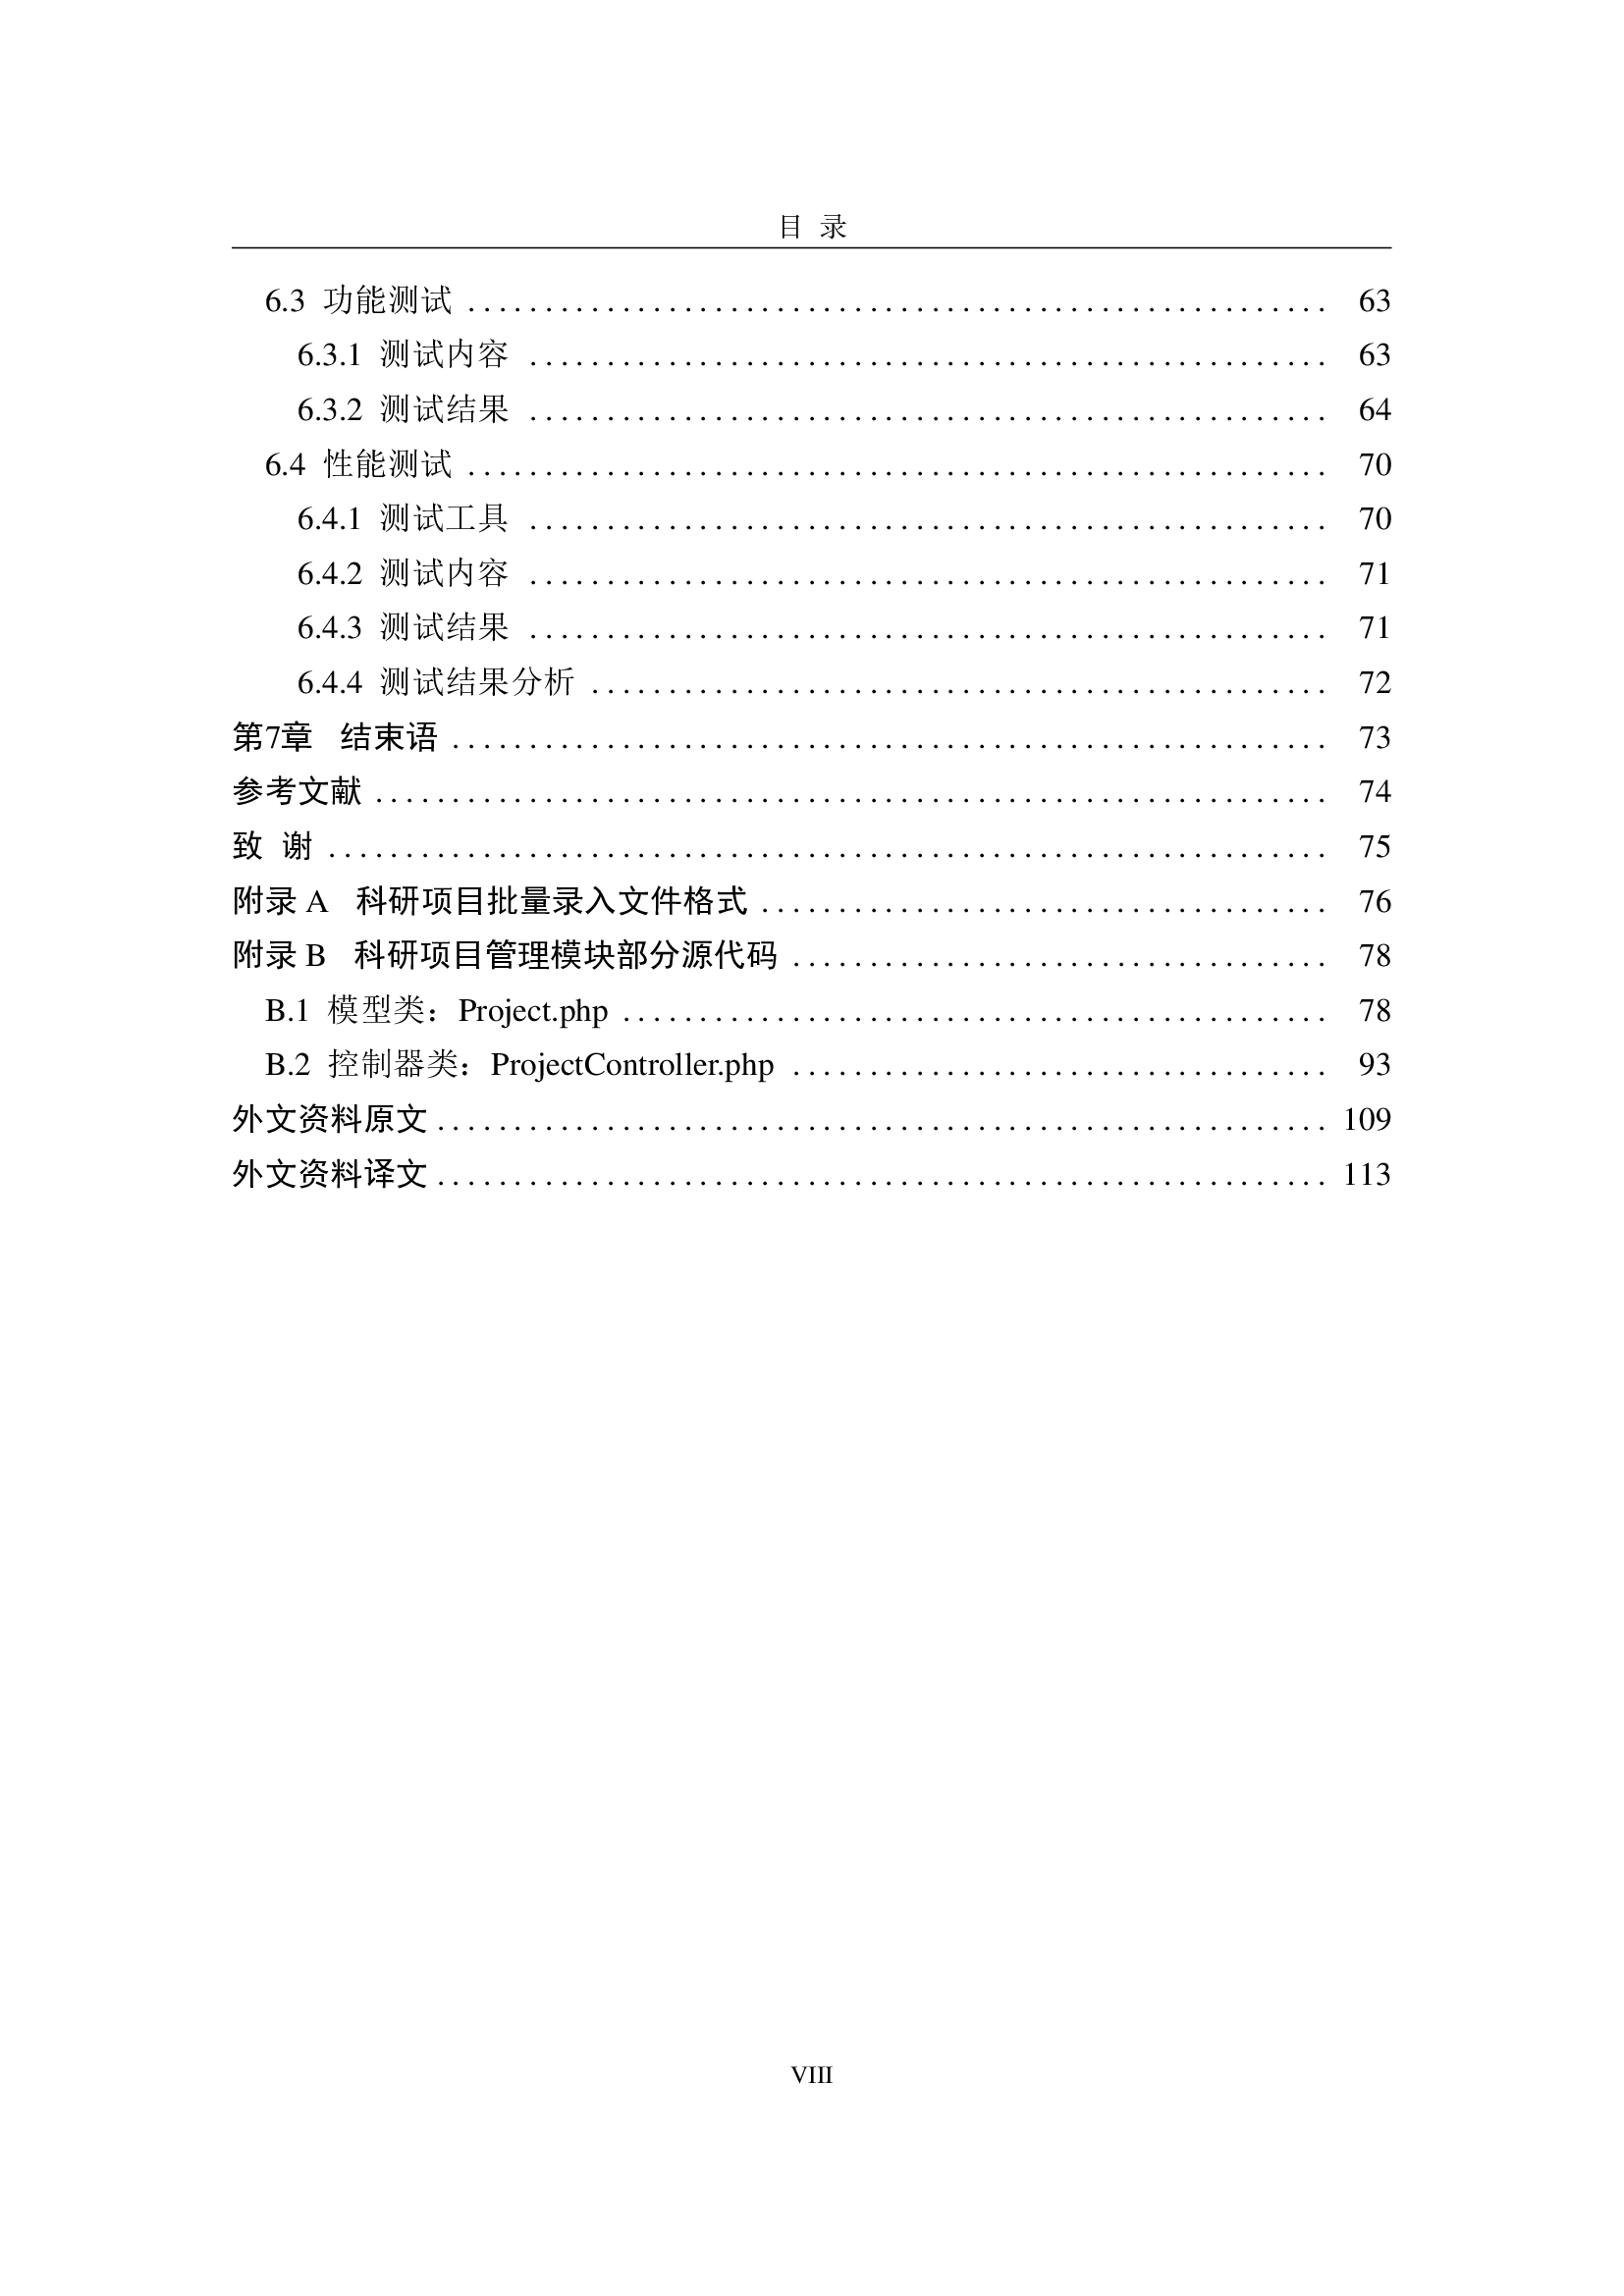 目 录
6.3 功能测试 ........................................................ 63
6.3.1 测试内容 .................................................... 63
6.3.2 测试结果 .................................................... 64
6.4 性能测试 ........................................................ 70
6.4.1 测试工具 .................................................... 70
6.4.2 测试内容 .................................................... 71
6.4.3 测试结果 .................................................... 71
6.4.4 测试结果分析 ................................................ 72
第7章 结束语 ......................................................... 73
参考文献 .............................................................. 74
致 谢 ................................................................. 75
附录 A 科研项目批量录入文件格式 ..................................... 76
附录 B 科研项目管理模块部分源代码 ................................... 78
B.1 模型类：Project.php .............................................. 78
B.2 控制器类：ProjectController.php ................................... 93
外文资料原文 .......................................................... 109
外文资料译文 .......................................................... 113
VIII